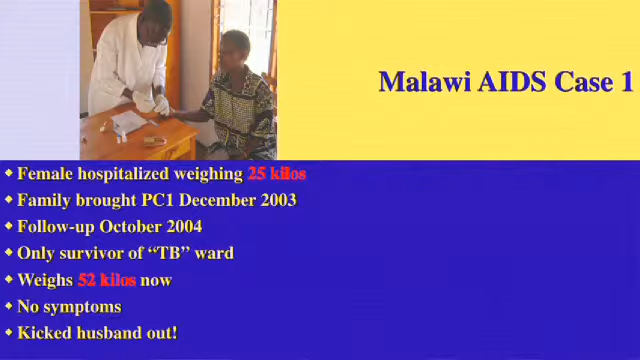 Malawi AIDS Case 1
❖ Female hospitalized weighing 25 kilos
❖ Family brought PC1 December 2003
❖ Follow-up October 2004
❖ Only survivor of “TB” ward
❖ Weighs 52 kilos now
❖ No symptoms
❖ Kicked husband out!